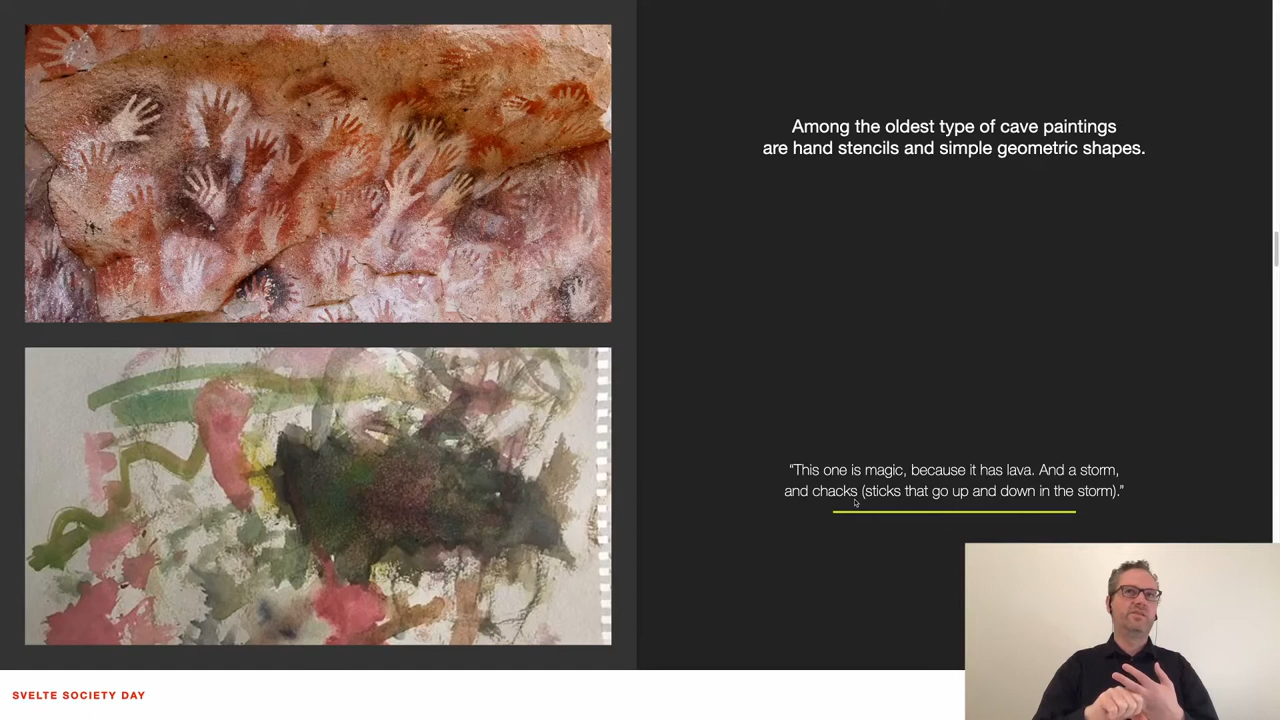 Among the oldest type of cave paintings
are hand stencils and simple geometric shapes.
“This one is magic, because it has lava. And a storm,
and chacks (sticks that go up and down in the storm).”
SVELTE SOCIETY DAY